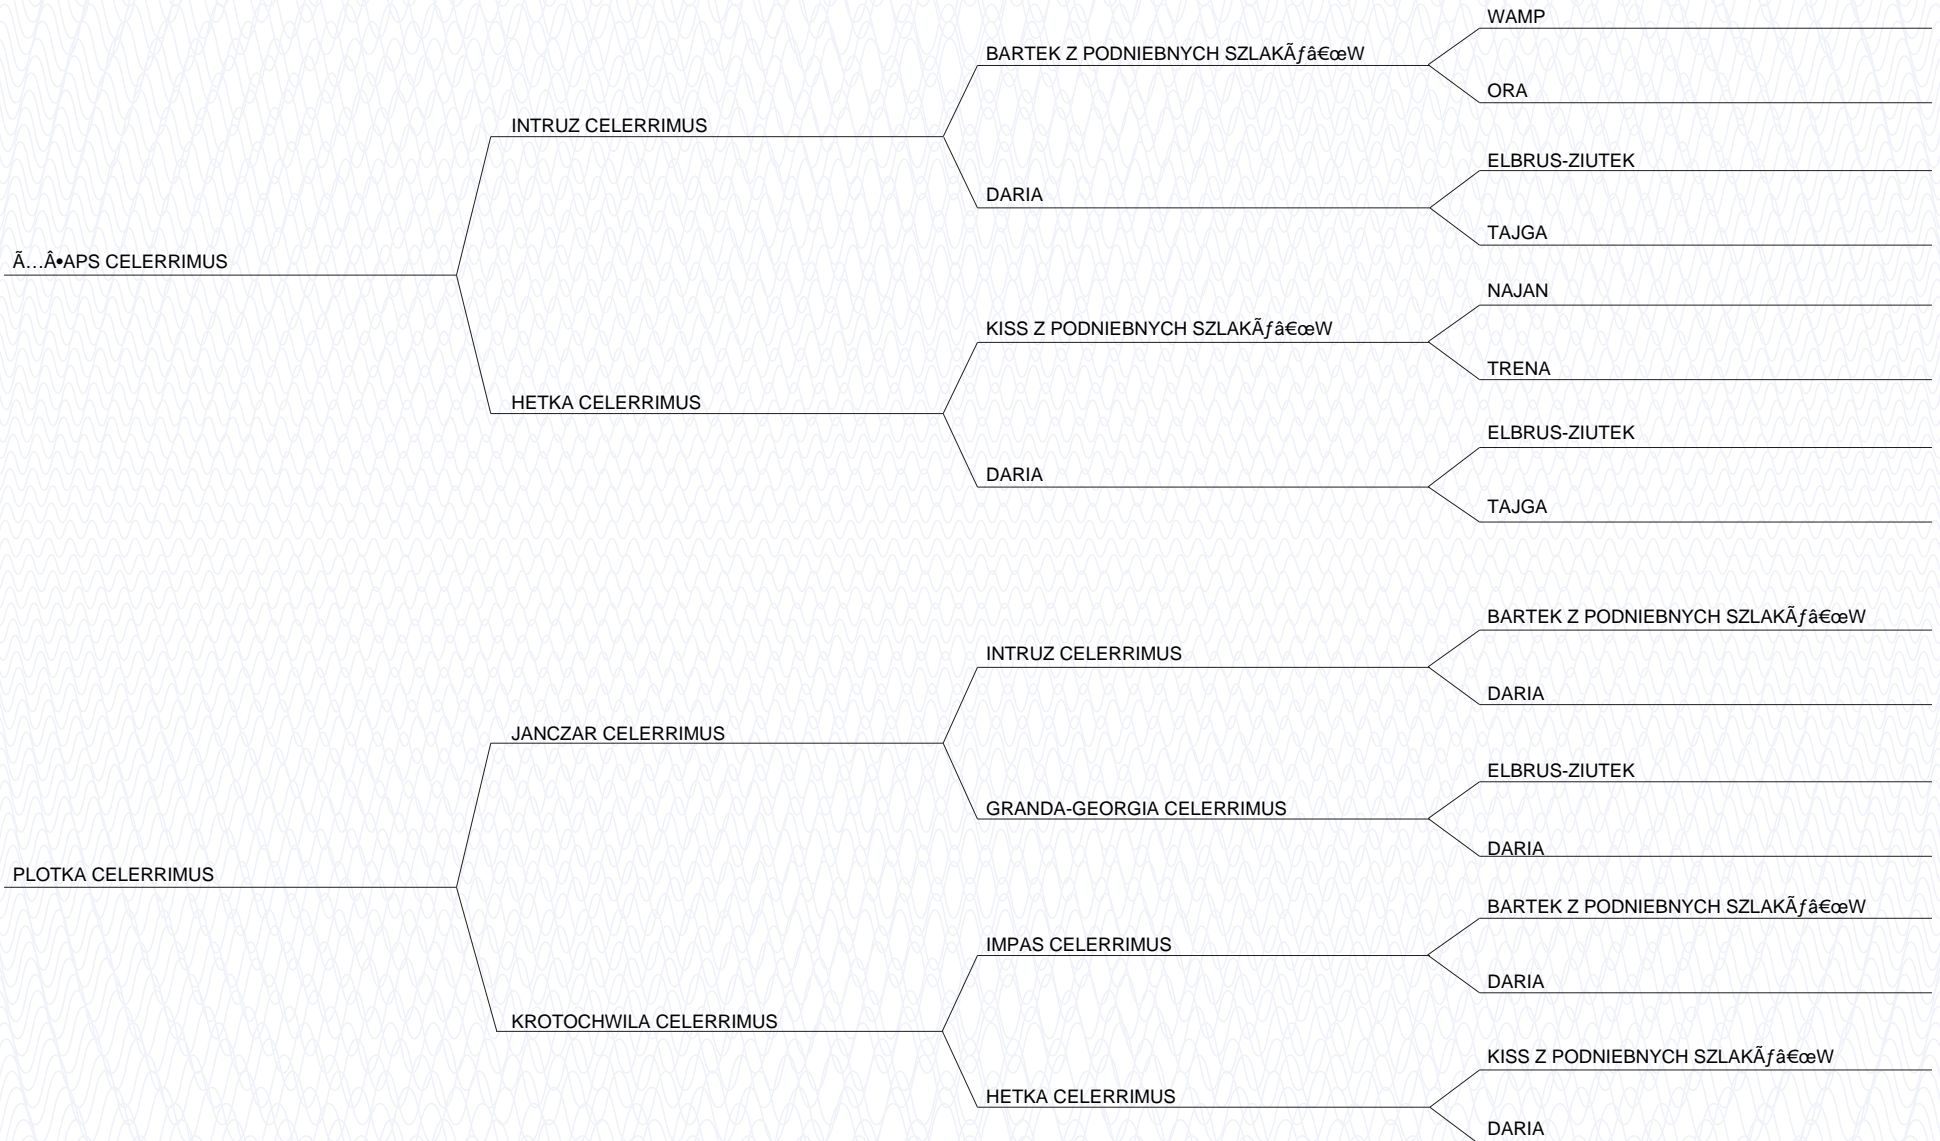 WAMP
BARTEK Z PODNIEBNYCH SZLAKÃƒâ€œW
ORA
INTRUZ CELERRIMUS
ELBRUS-ZIUTEK
DARIA
TAJGA
Ã…Â•APS CELERRIMUS
NAJAN
KISS Z PODNIEBNYCH SZLAKÃƒâ€œW
TRENA
HETKA CELERRIMUS
ELBRUS-ZIUTEK
DARIA
TAJGA
BARTEK Z PODNIEBNYCH SZLAKÃƒâ€œW
INTRUZ CELERRIMUS
DARIA
JANCZAR CELERRIMUS
ELBRUS-ZIUTEK
GRANDA-GEORGIA CELERRIMUS
DARIA
PLOTKA CELERRIMUS
BARTEK Z PODNIEBNYCH SZLAKÃƒâ€œW
IMPAS CELERRIMUS
DARIA
KROTOCHWILA CELERRIMUS
KISS Z PODNIEBNYCH SZLAKÃƒâ€œW
HETKA CELERRIMUS
DARIA